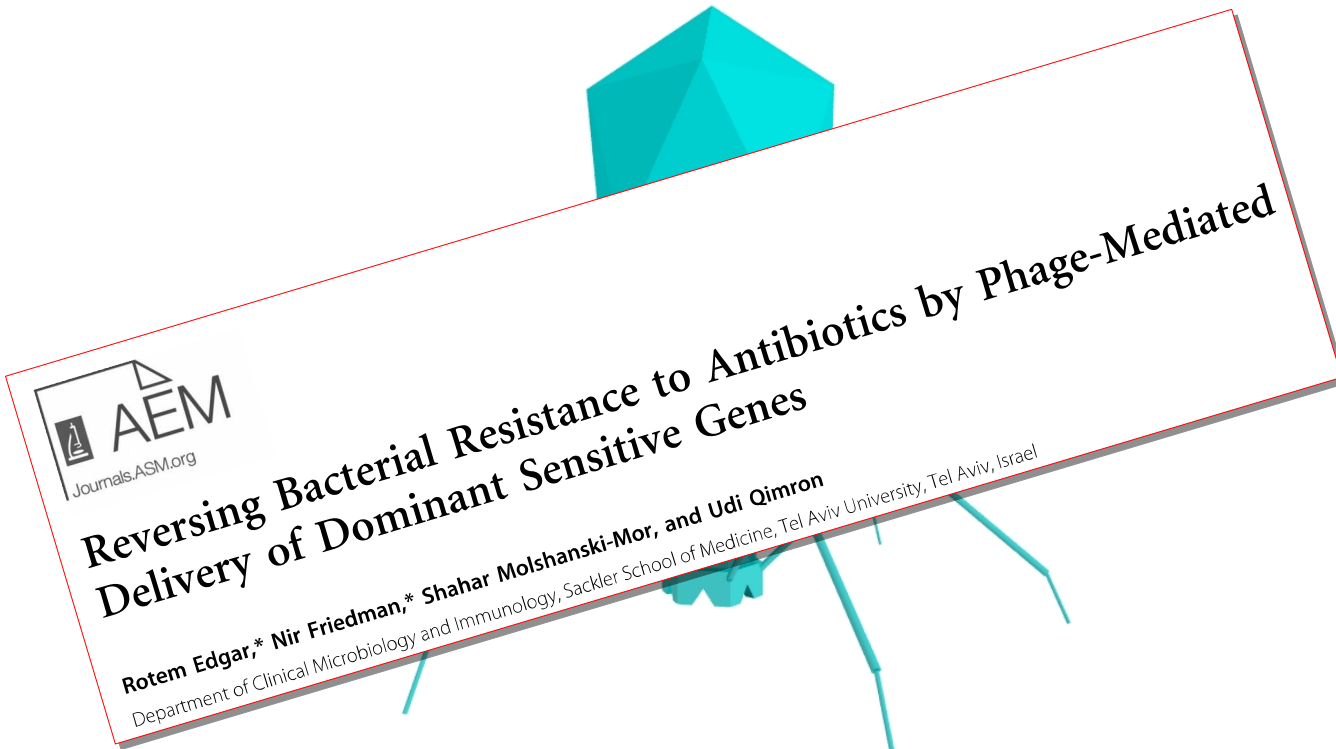 AEM
Journals.ASM.org
Reversing Bacterial Resistance to Antibiotics by Phage-Mediated
Delivery of Dominant Sensitive Genes
Rotem Edgar,* Nir Friedman,* Shahar Molshanski-Mor, and Udi Qimron
Department of Clinical Microbiology and Immunology, Sackler School of Medicine, Tel Aviv University, Tel Aviv, Israel